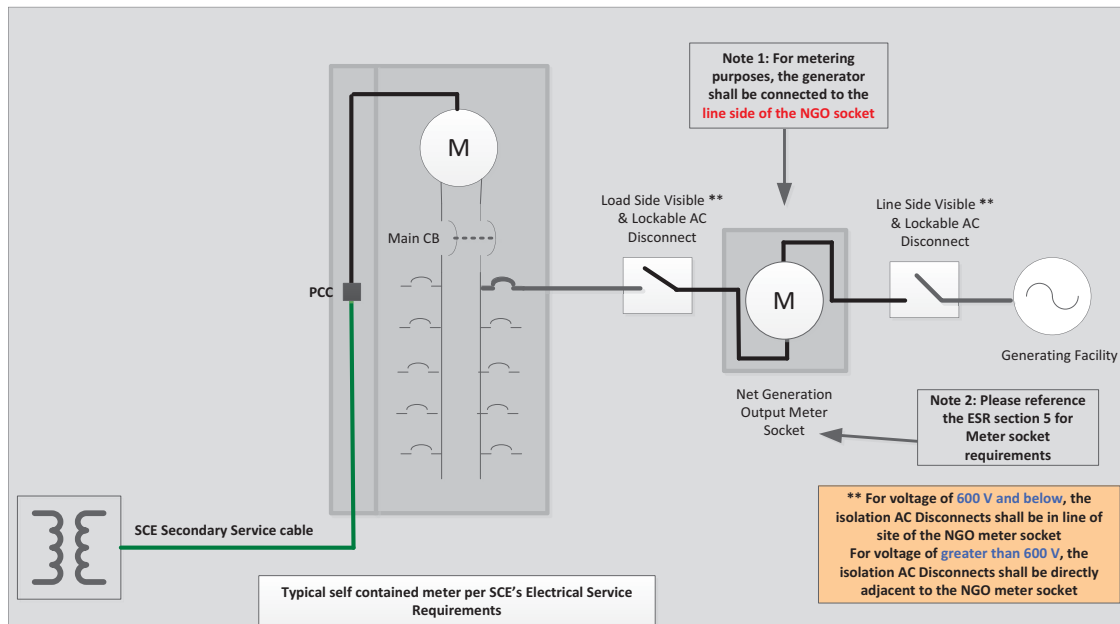 Note 1: For metering
purposes, the generator
shall be connected to the
line side of the NGO socket
M
Load Side Visible **
& Lockable AC
Disconnect
Line Side Visible **
& Lockable AC
Disconnect
Main CB
PCC
M
Generating Facility
Net Generation
Output Meter
Socket
Note 2: Please reference
the ESR section 5 for
Meter socket
requirements
SCE Secondary Service cable
** For voltage of 600 V and below, the
isolation AC Disconnects shall be in line of
site of the NGO meter socket
For voltage of greater than 600 V, the
isolation AC Disconnects shall be directly
adjacent to the NGO meter socket
Typical self contained meter per SCE's Electrical Service
Requirements